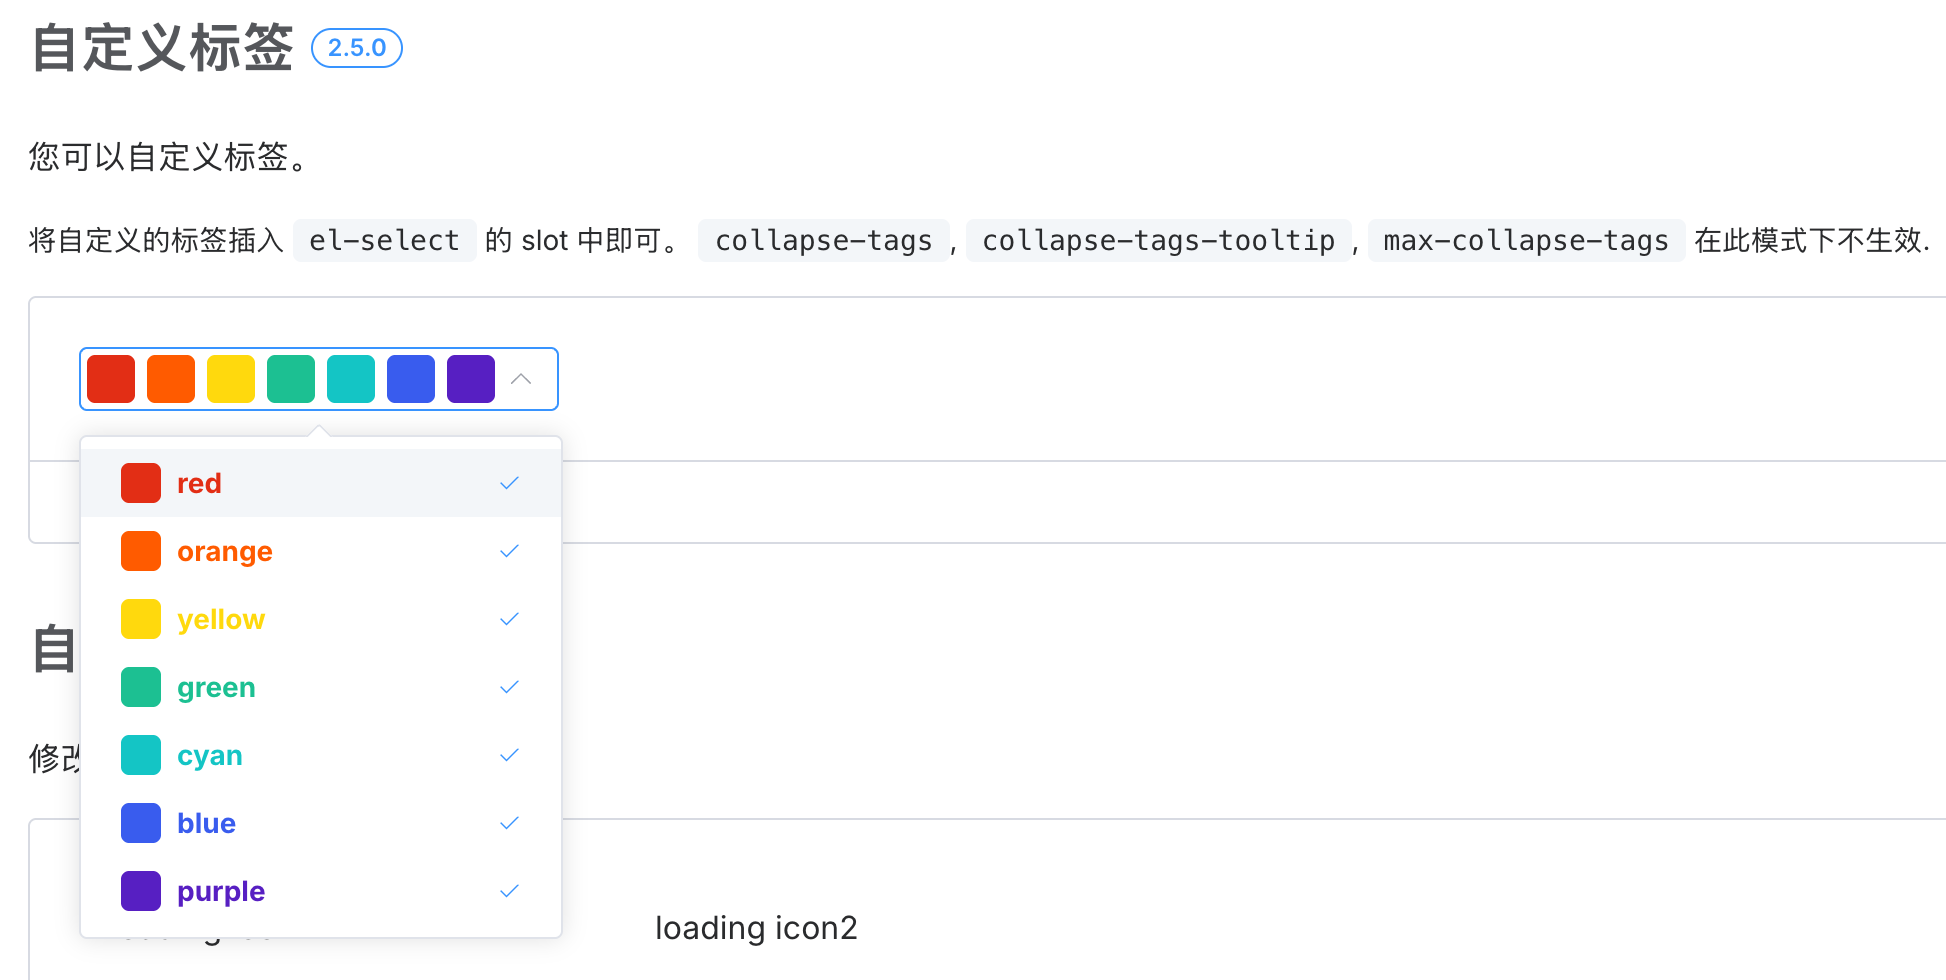 自定义标签 2.5.0
您可以自定义标签。
将自定义的标签插入 el-select 的 slot 中即可。 collapse-tags, collapse-tags-tooltip, max-collapse-tags 在此模式下不生效.
red
orange
yellow
green
cyan
blue
purple
自
修改
loading icon2